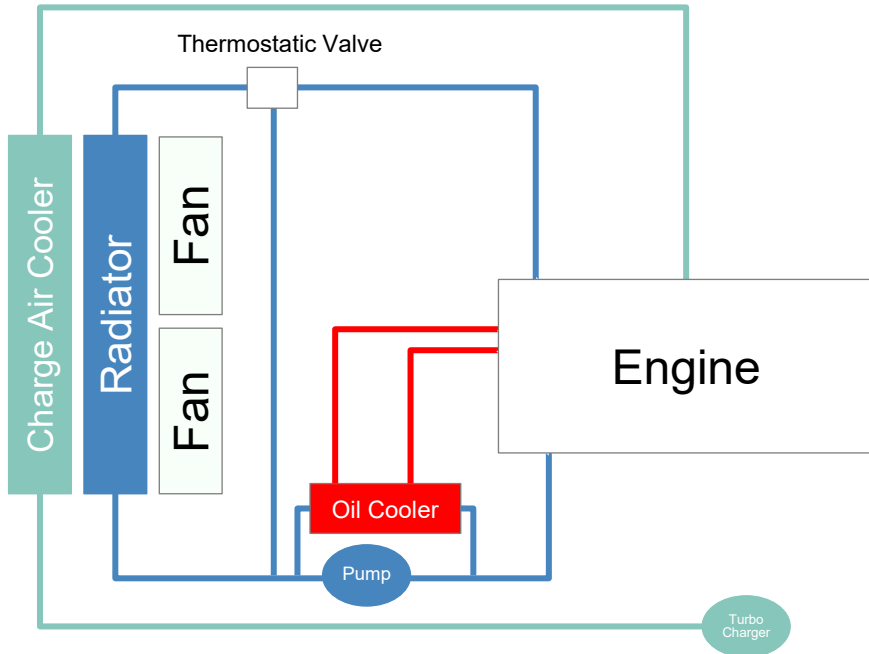 Thermostatic Valve
Charge Air Cooler
Radiator
Fan
Fan
Engine
Oil Cooler
Pump
Turbo
Charger